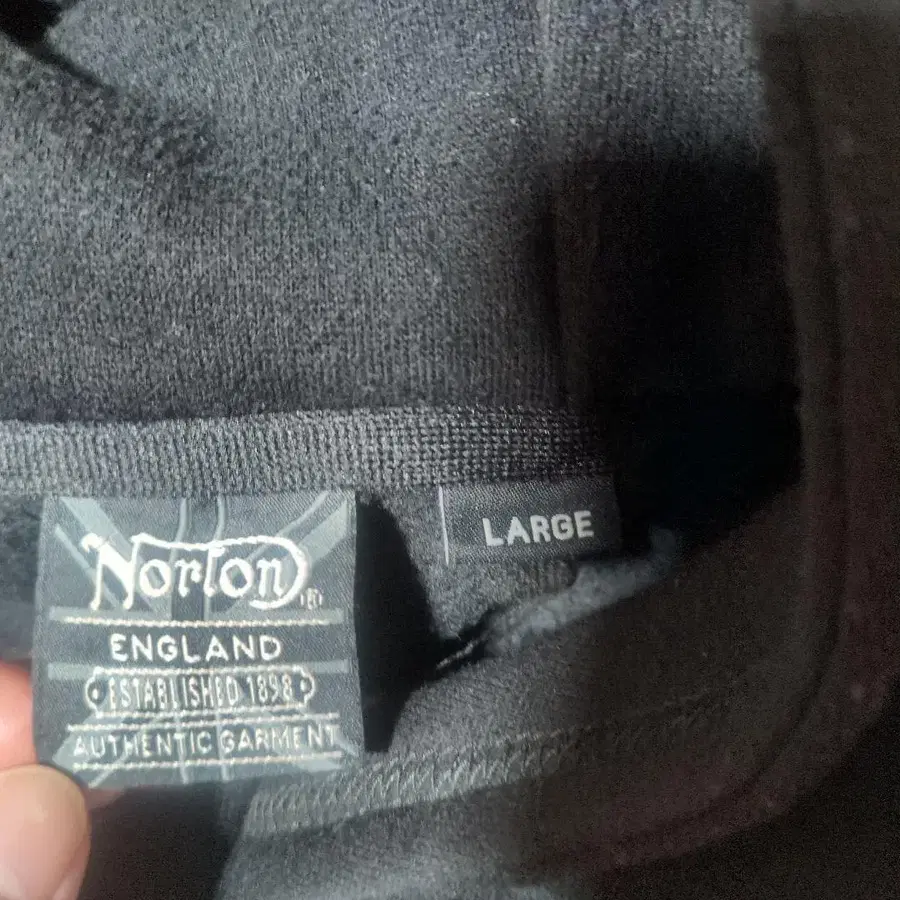 Norton®
ENGLAND
ESTABLISHED 1898
AUTHENTIC GARMENT
LARGE